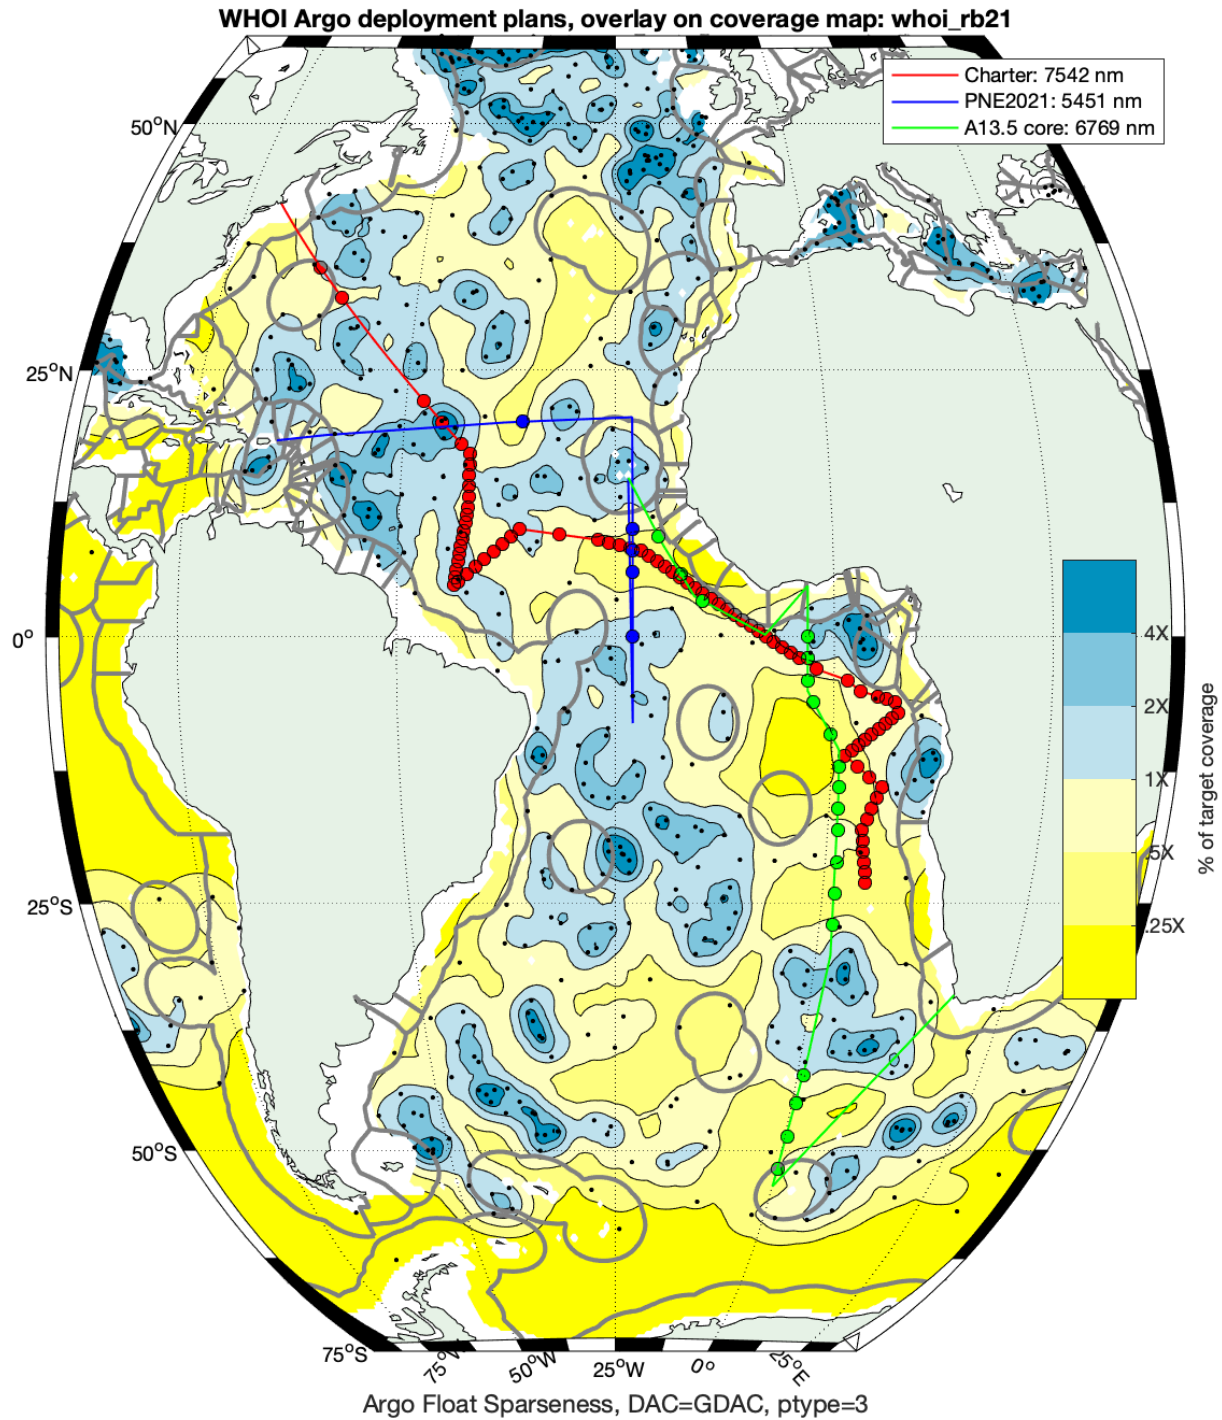 WHOI Argo deployment plans, overlay on coverage map: whoi_rb21
Charter: 7542 nm
PNE2021: 5451 nm
A13.5 core: 6769 nm
50°N
25°N
0°
25°S
50°S
75°S
75°W
50°W
25°W
0°
25°E
4X
2X
1X
.5X
.25X
% of target coverage
Argo Float Sparseness, DAC=GDAC, ptype=3